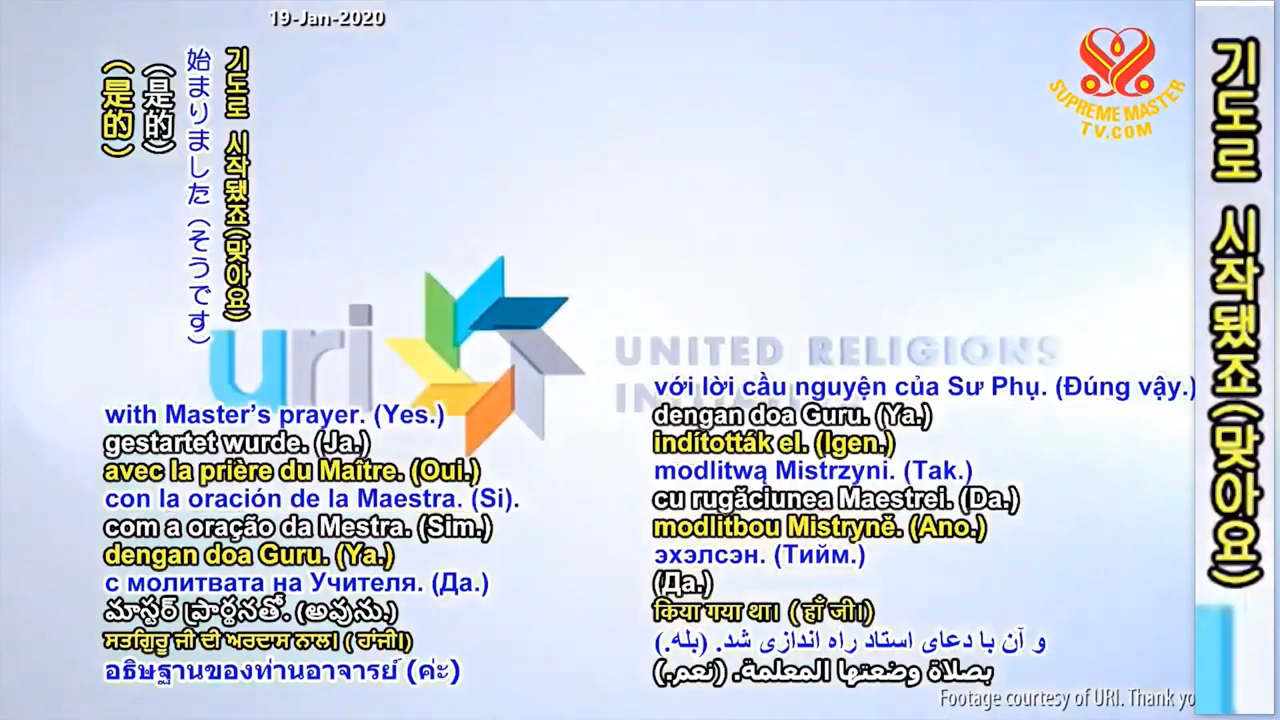 19-Jan-2020
SUPREME MASTER
TV.COM
기도로 시작됐죠(맞아요)
始まりました（そうです）
（是的）
（是的）
기도로 시작됐죠(맞아요)
uri
UNITED RELIGIONS
with Master’s prayer. (Yes.)
gestartet wurde. (Ja.)
avec la prière du Maître. (Oui.)
con la oración de la Maestra. (Si).
com a oração da Mestra. (Sim.)
dengan doa Guru. (Ya.)
с молитвата на Учителя. (Да.)
మాస్టర్ ప్రార్థనతో. (అవును.)
ਸਤਗਿਰੂ ਜੀ ਦੀ ਅਰਦਾਸ ਨਾਲ। ( ਹਾਂਜੀ।)
อธิษฐานของท่านอาจารย์ (ค่ะ)
với lời cầu nguyện của Sư Phụ. (Đúng vậy.)
dengan doa Guru. (Ya.)
indították el. (Igen.)
modlitwą Mistrzyni. (Tak.)
cu rugăciunea Maestrei. (Da.)
modlitbou Mistryně. (Ano.)
эхэлсэн. (Тийм.)
(Да.)
किया गया था। ( हाँ जी।)
و آن با دعای استاد راه اندازی شد. (بله.)
بصلاة وضعتها المعلمة. (نعم.)
Footage courtesy of URI. Thank yo